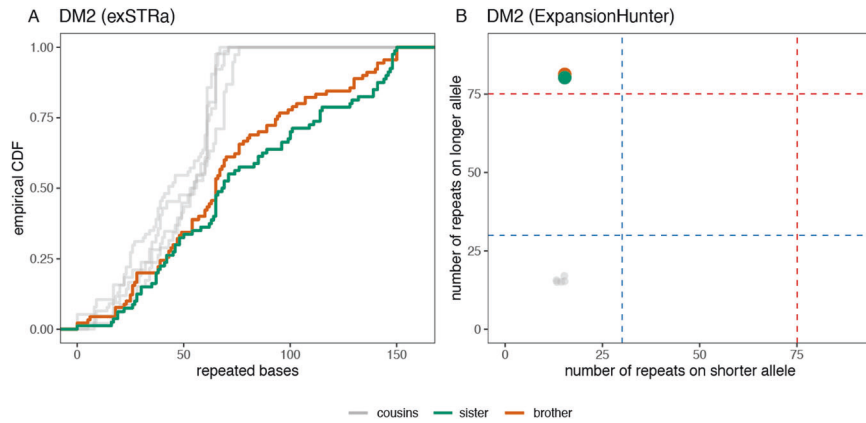 A DM2 (exSTRa)
1.00
0.75
0.50
0.25
0.00
empirical CDF
0 50 100 150
repeated bases
B DM2 (ExpansionHunter)
75
50
25
0
number of repeats on longer allele
0 25 50 75
number of repeats on shorter allele
cousins sister brother